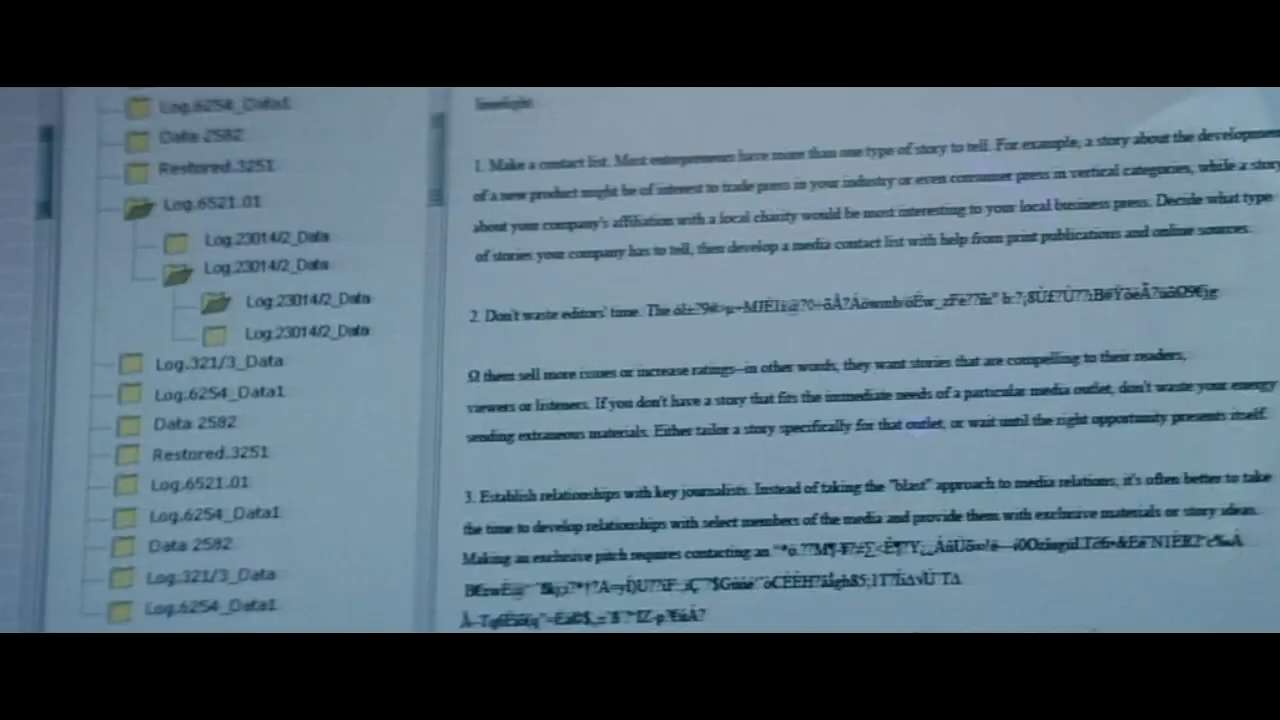 Log.6254_Data1
Data 2582
Restored.3251
Log.6521.01
Log.23014/2_Data
Log.23014/2_Data
Log.23014/2_Data
Log.23014/2_Data
Log.321/3_Data
Log.6254_Data1
Data 2582
Restored.3251
Log.6521.01
Log.6254_Data1
Data 2582
Log.321/3_Data
Log.6254_Data1
limelight.
1. Make a contact list. Most entrepreneurs have more than one type of story to tell. For example, a story about the developmen
of a new product might be of interest to trade press in your industry or even consumer press in vertical categories, while a story
about your company's affiliation with a local charity would be most interesting to your local business press. Decide what type
of stories your company has to tell, then develop a media contact list with help from print publications and online sources.
2. Don't waste editors' time. The
Ω them sell more issues or increase ratings--in other words, they want stories that are compelling to their readers,
viewers or listeners. If you don't have a story that fits the immediate needs of a particular media outlet, don't waste your energy
sending extraneous materials. Either tailor a story specifically for that outlet, or wait until the right opportunity presents itself.
3. Establish relationships with key journalists. Instead of taking the "blast" approach to media relations, it's often better to take
the time to develop relationships with select members of the media and provide them with exclusive materials or story ideas.
Making an exclusive pitch requires contacting an